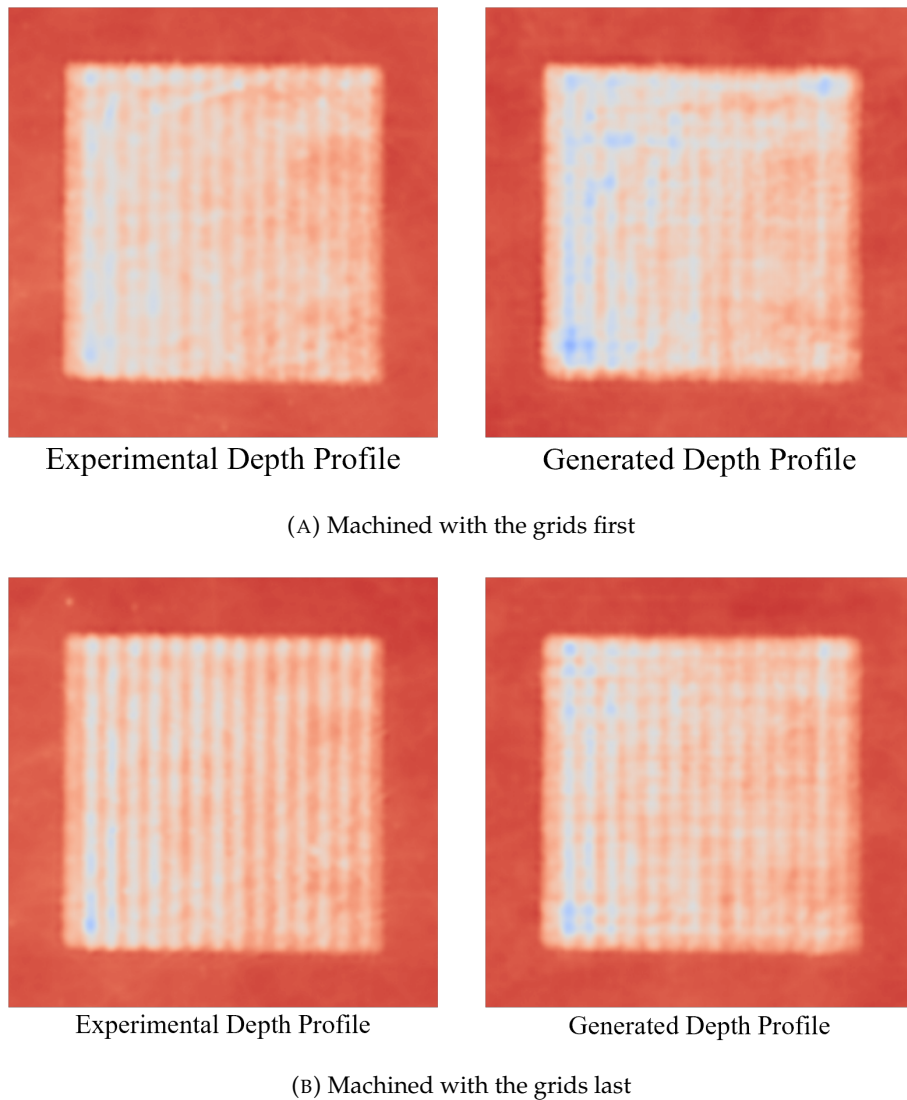 Experimental Depth Profile
Generated Depth Profile
(A) Machined with the grids first
Experimental Depth Profile
Generated Depth Profile
(B) Machined with the grids last